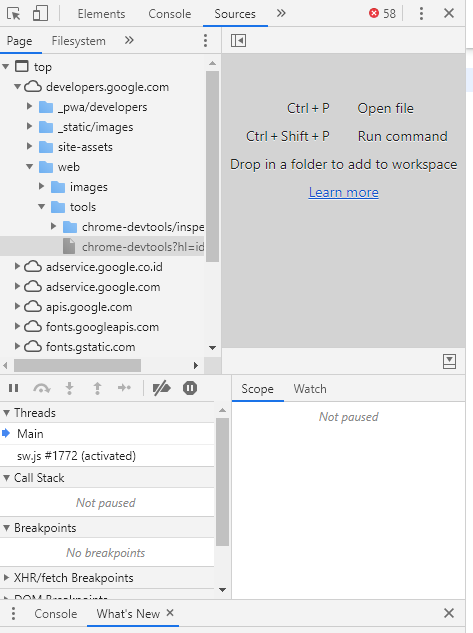 Elements Console Sources » 58
Page Filesystem »
top
developers.google.com
_pwa/developers
_static/images
site-assets
web
images
tools
chrome-devtools/inspe
chrome-devtools?hl=id
adservice.google.co.id
adservice.google.com
apis.google.com
fonts.googleapis.com
fonts.gstatic.com
Ctrl + P Open file
Ctrl + Shift + P Run command
Drop in a folder to add to workspace
Learn more
Threads
Main
sw.js #1772 (activated)
Call Stack
Not paused
Breakpoints
No breakpoints
XHR/fetch Breakpoints
DOM Breakpoints
Scope Watch
Not paused
Console What's New